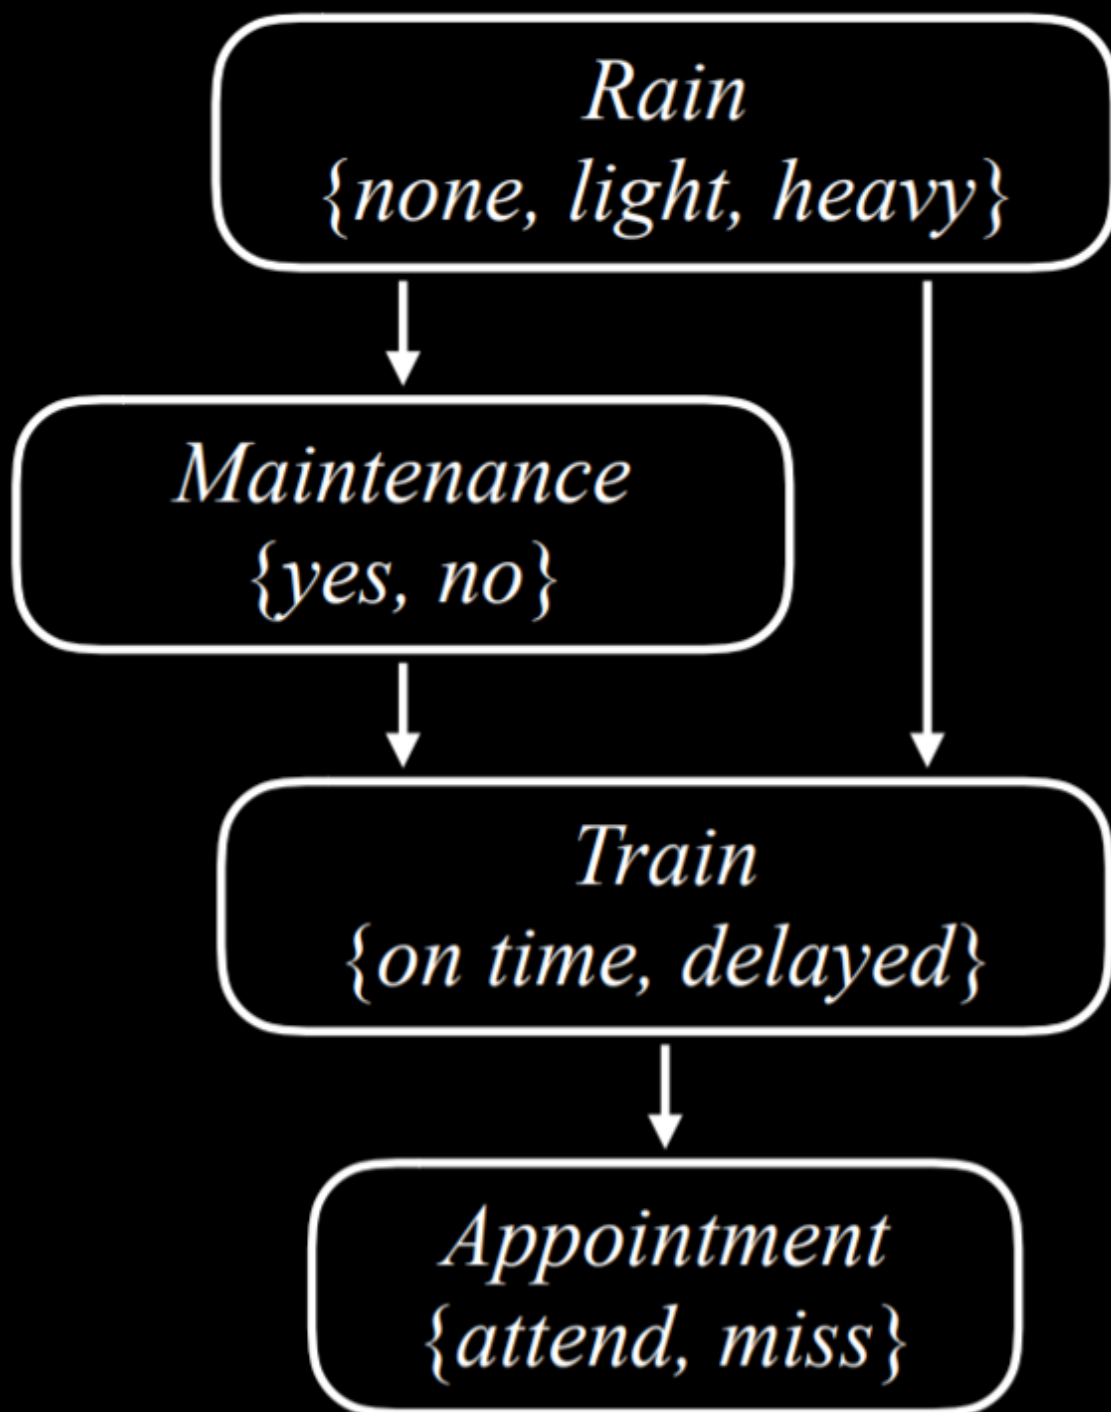 Rain
{none, light, heavy}
Maintenance
{yes, no}
Train
{on time, delayed}
Appointment
{attend, miss}